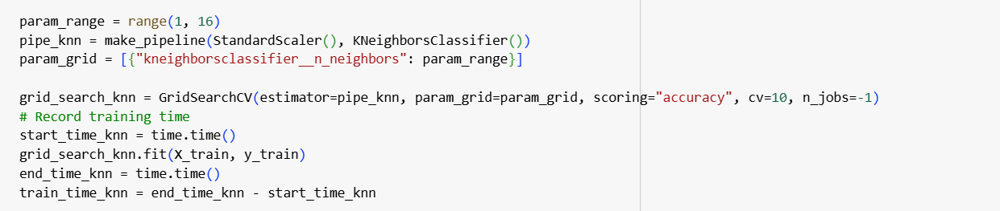 param_range = range(1, 16)
pipe_knn = make_pipeline(StandardScaler(), KNeighborsClassifier())
param_grid = [{"kneighborsclassifier__n_neighbors": param_range}]
grid_search_knn = GridSearchCV(estimator=pipe_knn, param_grid=param_grid, scoring="accuracy", cv=10, n_jobs=-1)
# Record training time
start_time_knn = time.time()
grid_search_knn.fit(X_train, y_train)
end_time_knn = time.time()
train_time_knn = end_time_knn - start_time_knn